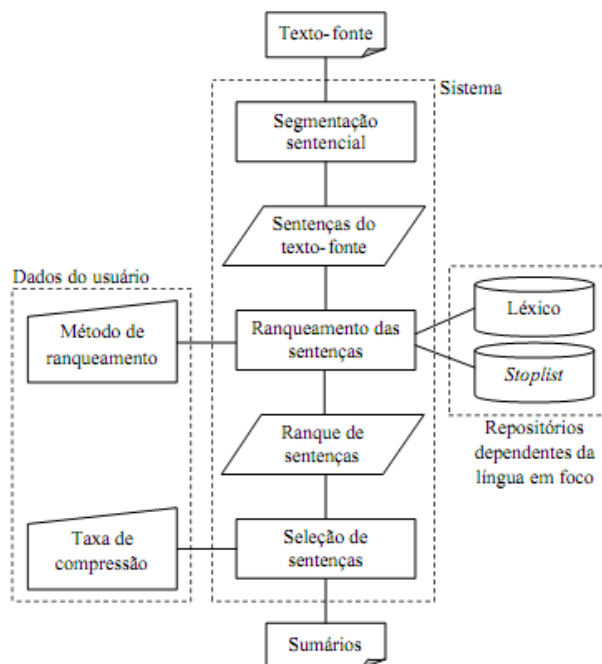 Texto-fonte
Sistema
Segmentação
sentencial
Sentenças do
texto-fonte
Dados do usuário
Método de
ranqueamento
Ranqueamento das
sentenças
Léxico
Stoplist
Repositórios
dependentes da
língua em foco
Ranque de
sentenças
Taxa de
compressão
Seleção de
sentenças
Sumários